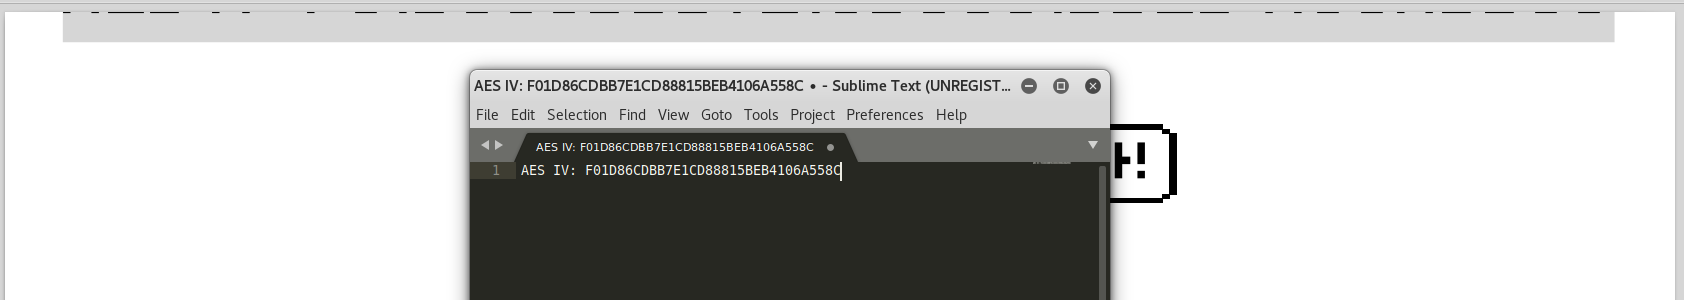 AES IV: F01D86CDBB7E1CD88815BEB4106A558C • - Sublime Text (UNREGIST...
File Edit Selection Find View Goto Tools Project Preferences Help
AES IV: F01D86CDBB7E1CD88815BEB4106A558C
1 AES IV: F01D86CDBB7E1CD88815BEB4106A558C